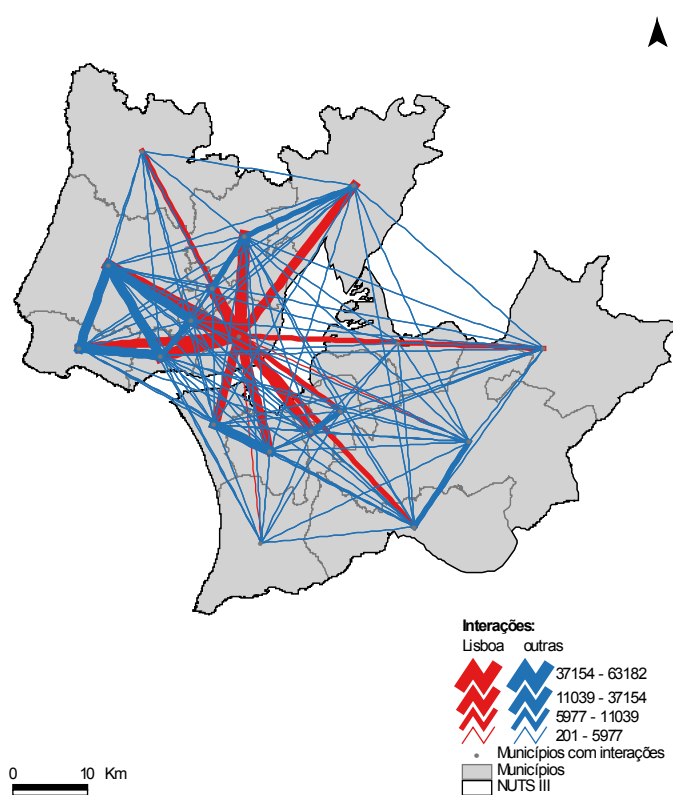 Interações:
Lisboa outras
37154 - 63182
11039 - 37154
5977 - 11039
201 - 5977
Municípios com interações
Municípios
NUTS III
0 10 Km